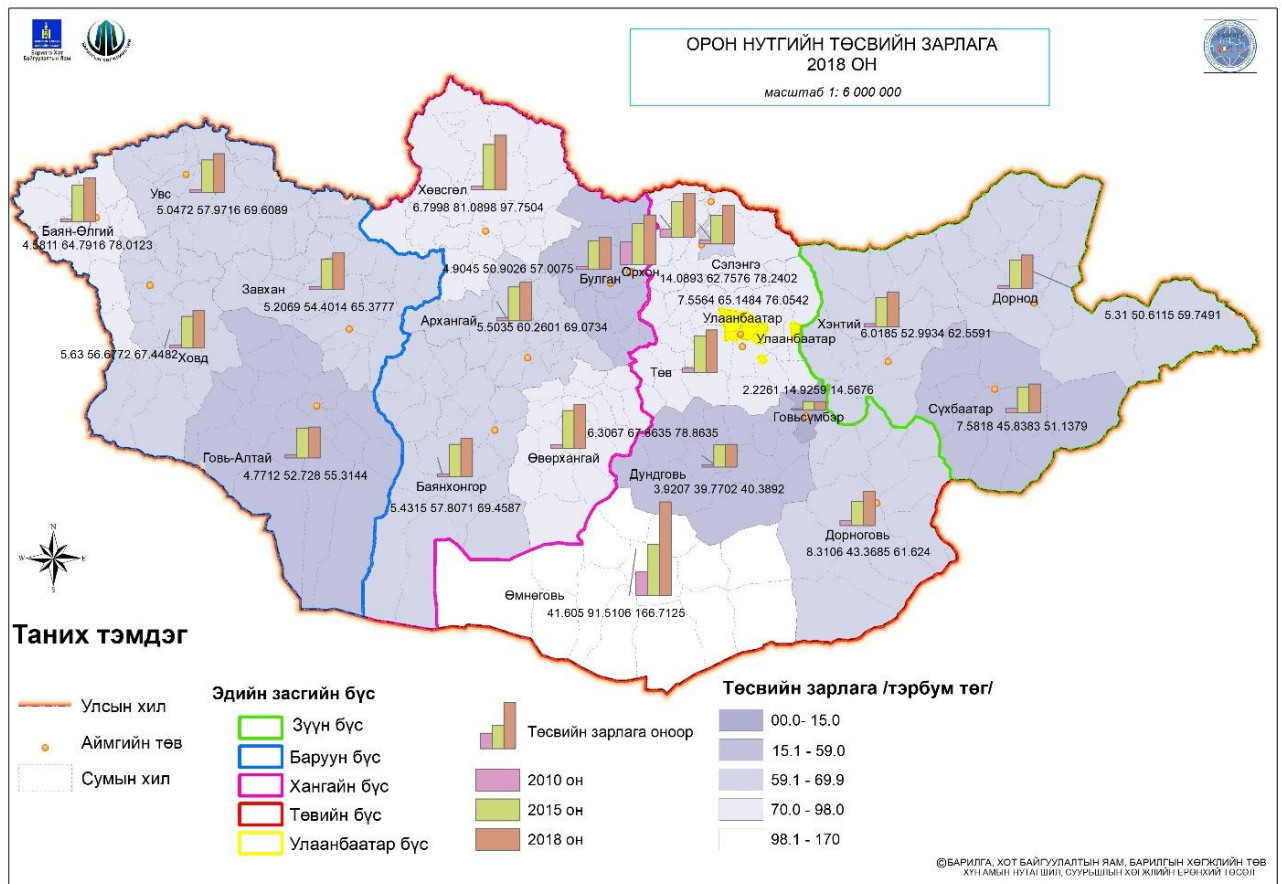 Барилга Хот
Байгуулалтын Яам
ОРОН НУТГИЙН ТӨСВИЙН ЗАРЛАГА
2018 ОН
масштаб 1: 6 000 000
Увс
5.0472 57.9716 69.6089
Баян-Өлгий
4.5811 64.7916 78.0123
Хөвсгөл
6.7998 81.0898 97.7504
4.9045 50.9026 57.0075
Булган
Орхон
Сэлэнгэ
14.0893 62.7576 78.2402
7.5564 65.1484 76.0542
Завхан
5.2069 54.4014 65.3777
Архангай
5.5035 60.2601 69.0734
Улаанбаатар
Улаанбаатар
Хэнтий
6.0185 52.9934 62.5591
Дорнод
5.31 50.6115 59.7491
5.63 56.6772 67.4482
Ховд
Төв
2.2261 14.9259 14.5676
Говьсүмбэр
Сүхбаатар
7.5818 45.8383 51.1379
Говь-Алтай
4.7712 52.728 55.3144
6.3067 67.8635 78.8635
Өвөрхангай
Баянхонгор
5.4315 57.8071 69.4587
Дундговь
3.9207 39.7702 40.3892
Дорноговь
8.3106 43.3685 61.624
Өмнөговь
41.605 91.5106 166.7125
N
W E
S
Таних тэмдэг
Улсын хил
Аймгийн төв
Сумын хил
Эдийн засгийн бүс
Зүүн бүс
Баруун бүс
Хангайн бүс
Төвийн бүс
Улаанбаатар бүс
Төсвийн зарлага оноор
2010 он
2015 он
2018 он
Төсвийн зарлага /тэрбум төг/
00.0- 15.0
15.1 - 59.0
59.1 - 69.9
70.0 - 98.0
98.1 - 170
©БАРИЛГА, ХОТ БАЙГУУЛАЛТЫН ЯАМ, БАРИЛГЫН ХӨГЖЛИЙН ТӨВ
ХҮН АМЫН НУТАГШИЛ, СУУРЬШЛЫН ХӨГЖЛИЙН ЕРӨНХИЙ ТӨСӨЛ